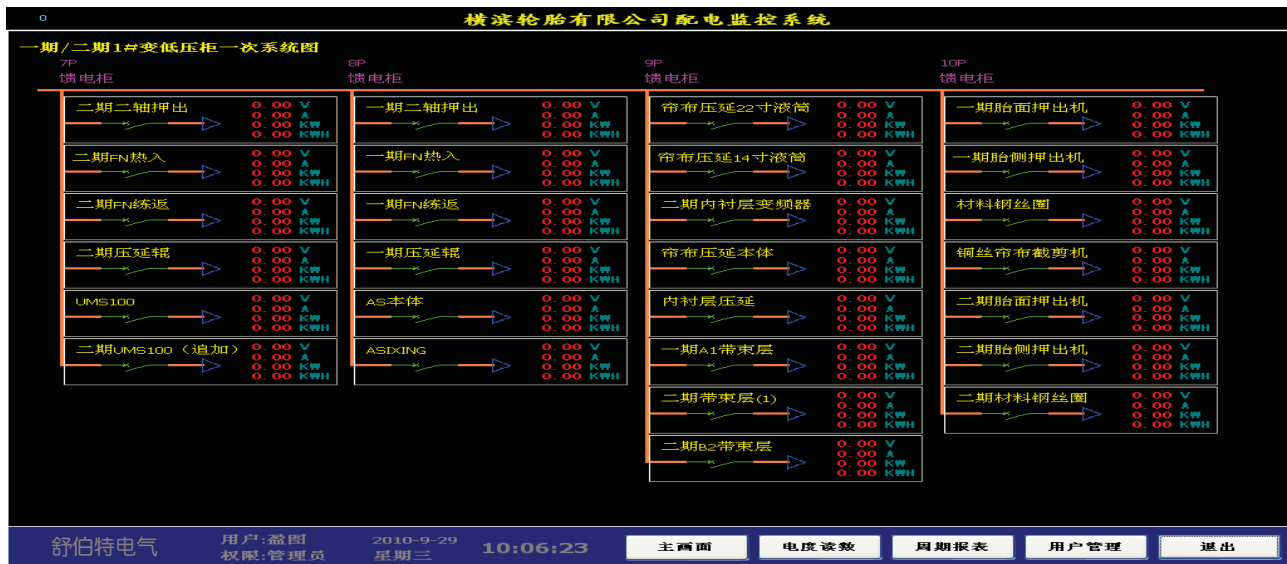 0
横滨轮胎有限公司配电监控系统
一期/二期1#变低压柜一次系统图
7P
馈电柜
8P
馈电柜
9P
馈电柜
10P
馈电柜
二期二轴押出
0.00 V
0.00 A
0.00 KW
0.00 KWH
二期FN热入
0.00 V
0.00 A
0.00 KW
0.00 KWH
二期FN练返
0.00 V
0.00 A
0.00 KW
0.00 KWH
二期压延辊
0.00 V
0.00 A
0.00 KW
0.00 KWH
UMS100
0.00 V
0.00 A
0.00 KW
0.00 KWH
二期UMS100（追加）
0.00 V
0.00 A
0.00 KW
0.00 KWH
一期二轴押出
0.00 V
0.00 A
0.00 KW
0.00 KWH
一期FN热入
0.00 V
0.00 A
0.00 KW
0.00 KWH
一期FN练返
0.00 V
0.00 A
0.00 KW
0.00 KWH
一期压延辊
0.00 V
0.00 A
0.00 KW
0.00 KWH
AS本体
0.00 V
0.00 A
0.00 KW
0.00 KWH
ASIXING
0.00 V
0.00 A
0.00 KW
0.00 KWH
帘布压延22寸液筒
0.00 V
0.00 A
0.00 KW
0.00 KWH
帘布压延14寸液筒
0.00 V
0.00 A
0.00 KW
0.00 KWH
二期内衬层变频器
0.00 V
0.00 A
0.00 KW
0.00 KWH
帘布压延本体
0.00 V
0.00 A
0.00 KW
0.00 KWH
内衬层压延
0.00 V
0.00 A
0.00 KW
0.00 KWH
一期A1带束层
0.00 V
0.00 A
0.00 KW
0.00 KWH
二期带束层(1)
0.00 V
0.00 A
0.00 KW
0.00 KWH
二期B2带束层
0.00 V
0.00 A
0.00 KW
0.00 KWH
一期胎面押出机
0.00 V
0.00 A
0.00 KW
0.00 KWH
一期胎侧押出机
0.00 V
0.00 A
0.00 KW
0.00 KWH
材料钢丝圈
0.00 V
0.00 A
0.00 KW
0.00 KWH
钢丝帘布截剪机
0.00 V
0.00 A
0.00 KW
0.00 KWH
二期胎面押出机
0.00 V
0.00 A
0.00 KW
0.00 KWH
二期胎侧押出机
0.00 V
0.00 A
0.00 KW
0.00 KWH
二期材料钢丝圈
0.00 V
0.00 A
0.00 KW
0.00 KWH
舒伯特电气
用户:盈图
权限:管理员
2010-9-29
星期三
10:06:23
主画面
电度读数
周期报表
用户管理
退出